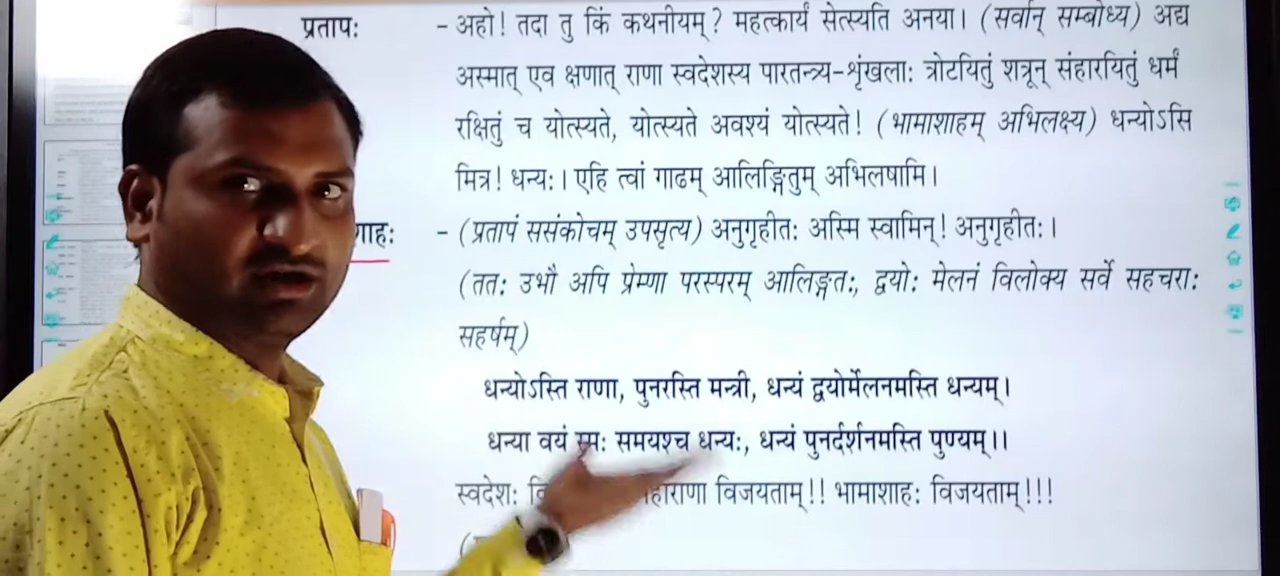 प्रतापः - अहो! तदा तु किं कथनीयम्? महत्कार्यं सेत्स्यति अनया। (सर्वान् सम्बोध्य) अद्य
अस्मात् एव क्षणात् राणा स्वदेशस्य पारतन्त्र्य-शृंखलाः त्रोटयितुं शत्रून् संहारयितुं धर्मं
रक्षितुं च योत्स्यते, योत्स्यते अवश्यं योत्स्यते! (भामाशाहम् अभिलक्ष्य) धन्योऽसि
मित्र! धन्यः। एहि त्वां गाढम् आलिङ्गितुम् अभिलषामि।
शाहः - (प्रतापं ससंकोचम् उपसृत्य) अनुगृहीतः अस्मि स्वामिन्! अनुगृहीतः।
(ततः उभौ अपि प्रेम्णा परस्परम् आलिङ्गतः, द्वयोः मेलनं विलोक्य सर्वे सहचराः
सहर्षम्)
धन्योऽस्ति राणा, पुनरस्ति मन्त्री, धन्यं द्वयोर्मेलनमस्ति धन्यम्।
धन्या वयं स्मः समयश्च धन्यः, धन्यं पुनर्दर्शनमस्ति पुण्यम्।।
स्वदेशः हाराणा विजयताम्!! भामाशाहः विजयताम्!!!